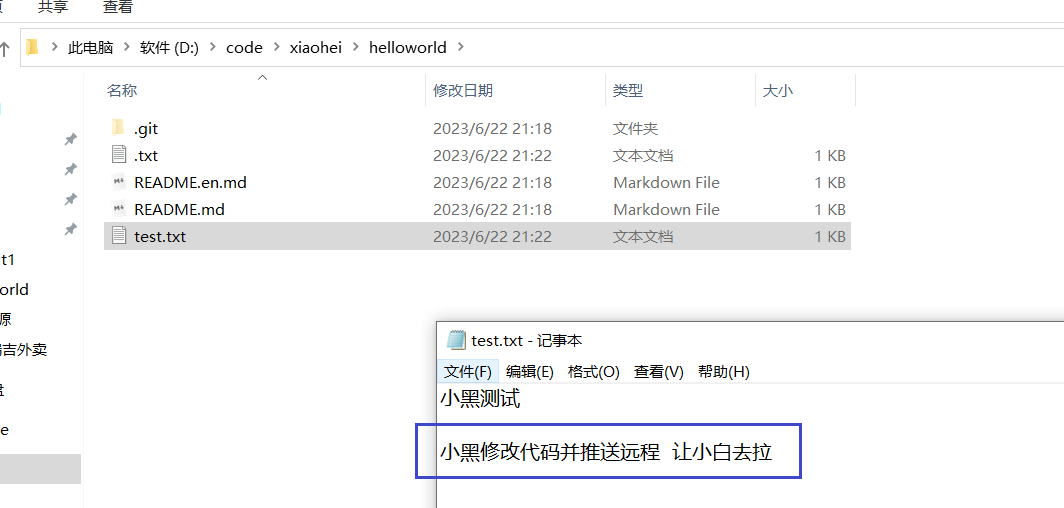 共享 查看
此电脑 软件 (D:) code xiaohei helloworld
名称 修改日期 类型 大小
.git 2023/6/22 21:18 文件夹
.txt 2023/6/22 21:22 文本文档 1 KB
README.en.md 2023/6/22 21:18 Markdown File 1 KB
README.md 2023/6/22 21:18 Markdown File 1 KB
test.txt 2023/6/22 21:22 文本文档 1 KB
t1
orld
源
吉外卖
e
test.txt - 记事本
文件(F) 编辑(E) 格式(O) 查看(V) 帮助(H)
小黑测试
小黑修改代码并推送远程 让小白去拉